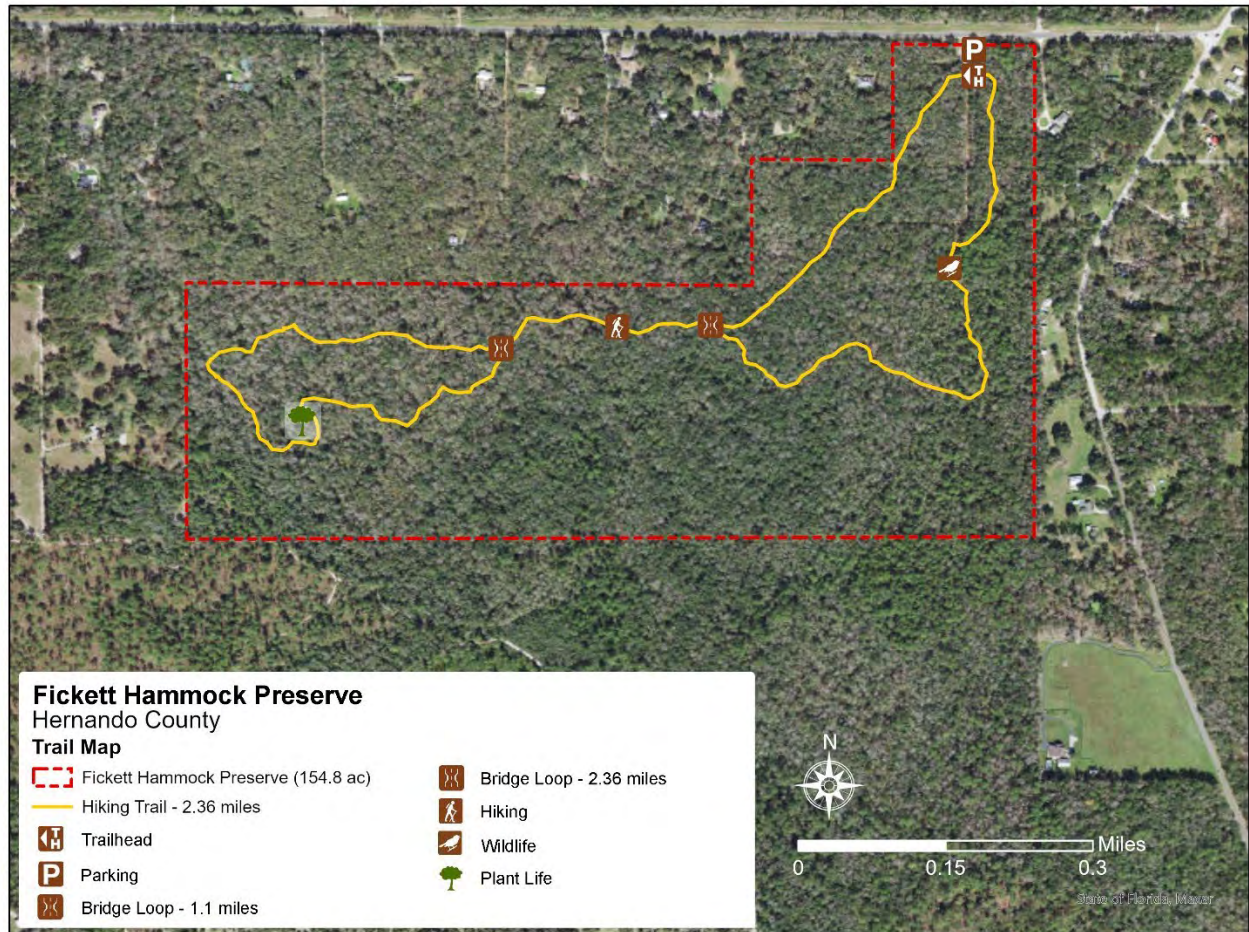 P
TH
Fickett Hammock Preserve
Hernando County
Trail Map
Fickett Hammock Preserve (154.8 ac)
Hiking Trail - 2.36 miles
TH Trailhead
P Parking
Bridge Loop - 1.1 miles
Bridge Loop - 2.36 miles
Hiking
Wildlife
Plant Life
N
Miles
0 0.15 0.3
State of Florida, Maxar